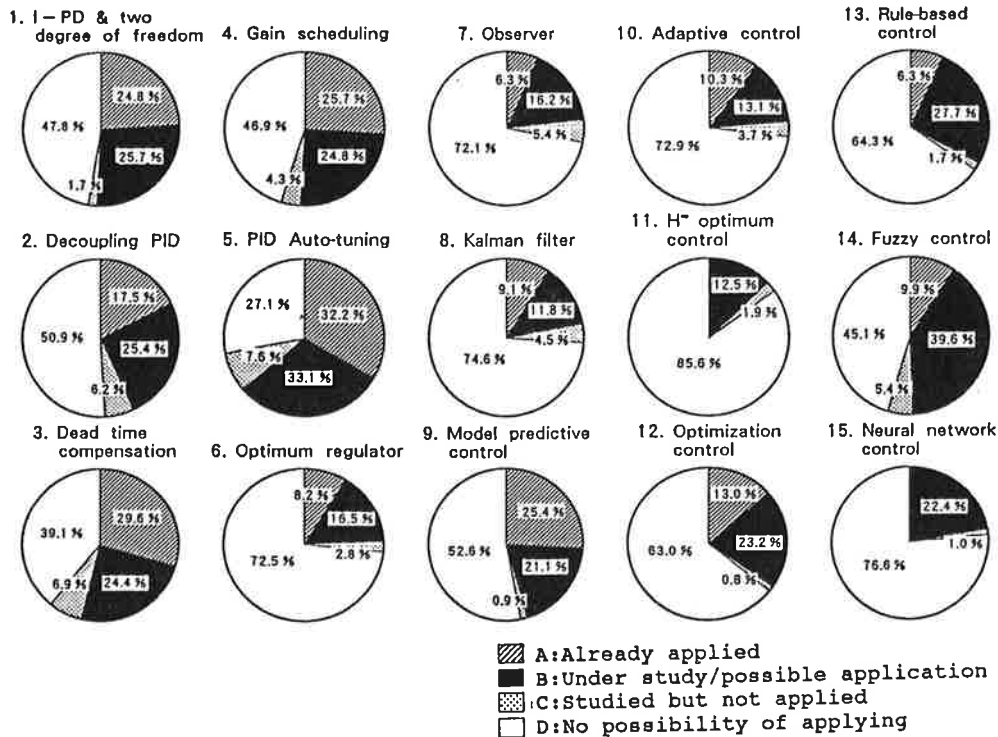 1. I-PD & two
degree of freedom
24.8 %
25.7 %
1.7 %
47.8 %
4. Gain scheduling
25.7 %
24.8 %
4.3 %
46.9 %
7. Observer
6.3 %
16.2 %
5.4 %
72.1 %
10. Adaptive control
10.3 %
13.1 %
3.7 %
72.9 %
13. Rule-based
control
6.3 %
27.7 %
1.7 %
64.3 %
2. Decoupling PID
17.5 %
25.4 %
6.2 %
50.9 %
5. PID Auto-tuning
32.2 %
33.1 %
7.6 %
27.1 %
8. Kalman filter
9.1 %
11.8 %
4.5 %
74.6 %
11. H∞ optimum
control
12.5 %
1.9 %
85.6 %
14. Fuzzy control
9.9 %
39.6 %
5.4 %
45.1 %
3. Dead time
compensation
29.6 %
24.4 %
6.9 %
39.1 %
6. Optimum regulator
8.2 %
16.5 %
2.8 %
72.5 %
9. Model predictive
control
25.4 %
21.1 %
0.9 %
52.6 %
12. Optimization
control
13.0 %
23.2 %
0.8 %
63.0 %
15. Neural network
control
22.4 %
1.0 %
76.6 %
A:Already applied
B:Under study/possible application
C:Studied but not applied
D:No possibility of applying